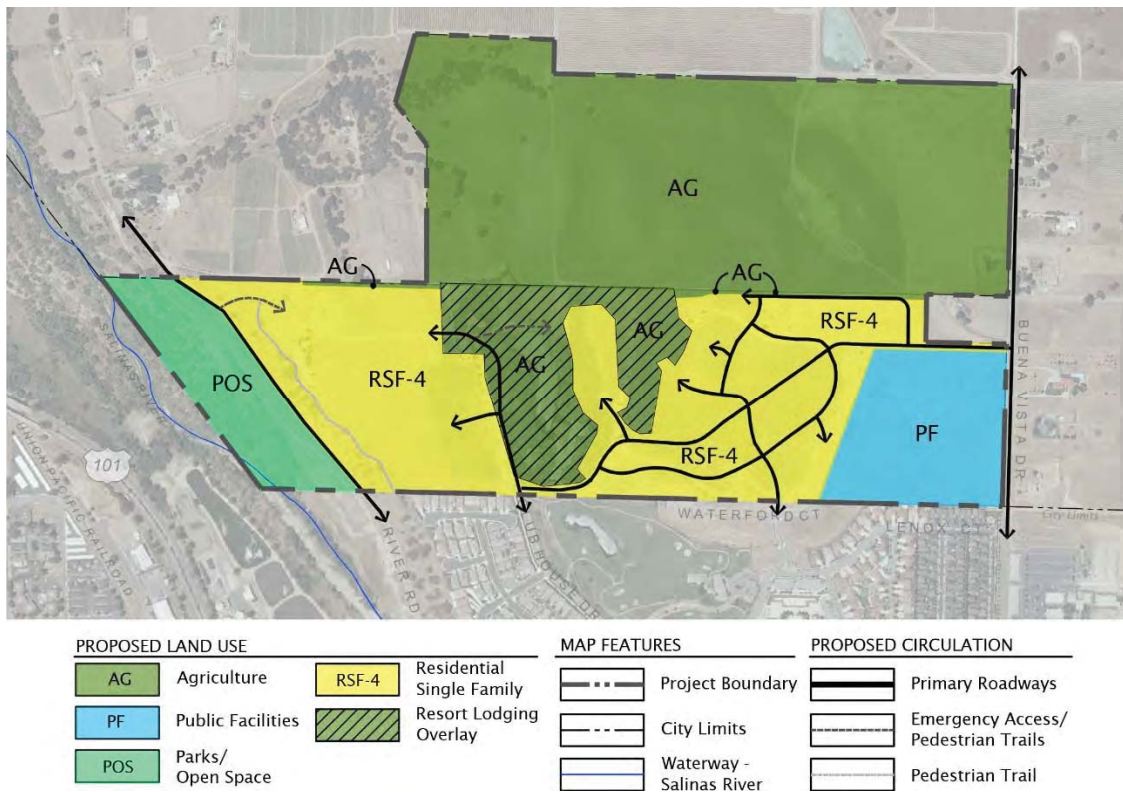 AG
AG
AG
RSF-4
AG
AG
POS
RSF-4
RSF-4
PF
BUENA VISTA DR
SALINAS RIVER
UNION PACIFIC RAILROAD
101
RIVER RD
UB HOUSE DR
WATERFORD CT
LENOX CT
City Limits
PROPOSED LAND USE
AG Agriculture
RSF-4 Residential
Single Family
PF Public Facilities
Resort Lodging
Overlay
POS Parks/
Open Space
MAP FEATURES
Project Boundary
City Limits
Waterway -
Salinas River
PROPOSED CIRCULATION
Primary Roadways
Emergency Access/
Pedestrian Trails
Pedestrian Trail